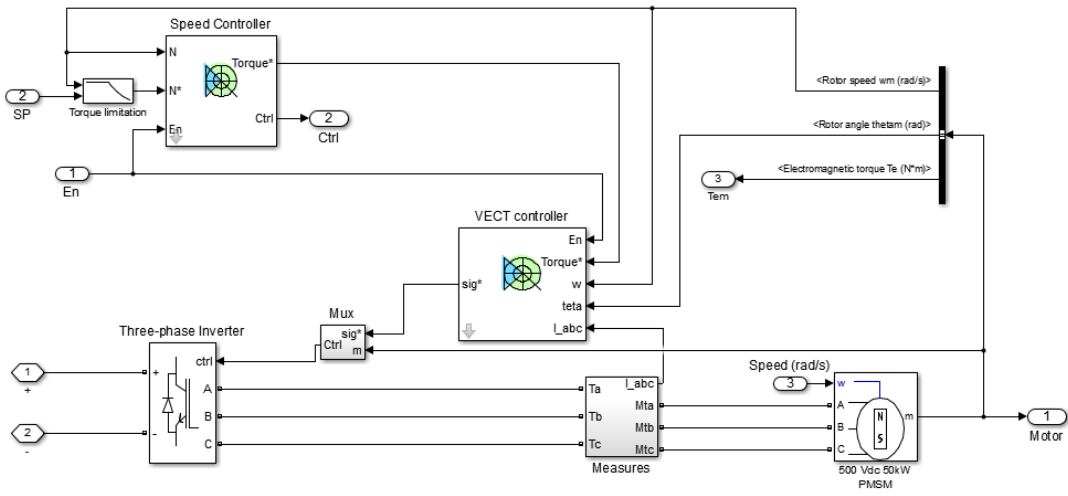 Speed Controller
N
N*
En
Torque*
Ctrl
2
SP
Torque limitation
2
Ctrl
1
En
<Rotor speed wm (rad/s)>
<Rotor angle thetam (rad)>
<Electromagnetic torque Te (N*m)>
3
Tem
VECT controller
En
Torque*
w
teta
I_abc
sig*
Mux
sig*
Ctrl
m
Three-phase Inverter
ctrl
+
-
A
B
C
1
+
2
-
I_abc
Ta
Tb
Tc
Mta
Mtb
Mtc
Measures
Speed (rad/s)
3
w
A
B
C
N
S
m
500 Vdc 50kW
PMSM
1
Motor